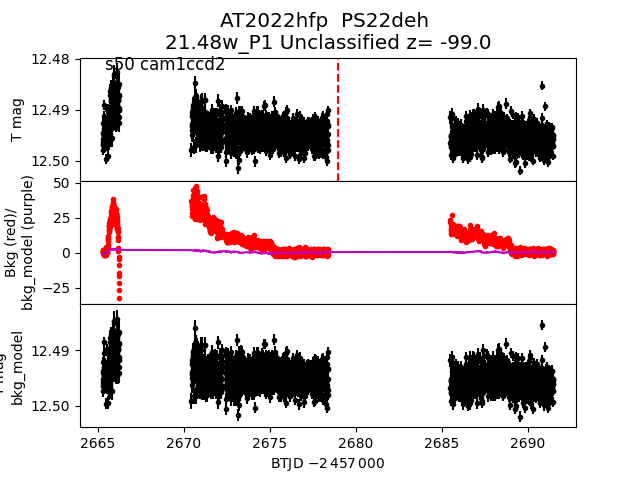 AT2022hfp PS22deh
21.48w_P1 Unclassified z= -99.0
s50 cam1ccd2
12.48
12.49
12.50
T mag
50
25
0
−25
Bkg (red)/
bkg_model (purple)
12.49
12.50
bkg_model
2665
2670
2675
2680
2685
2690
BTJD −2 457 000